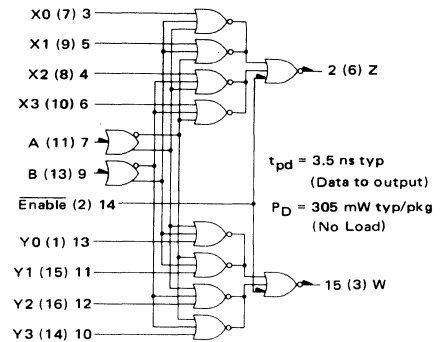 X0 (7) 3
X1 (9) 5
X2 (8) 4
X3 (10) 6
2 (6) Z
A (11) 7
B (13) 9
Enable (2) 14
tpd = 3.5 ns typ
(Data to output)
PD = 305 mW typ/pkg
(No Load)
Y0 (1) 13
Y1 (15) 11
Y2 (16) 12
Y3 (14) 10
15 (3) W